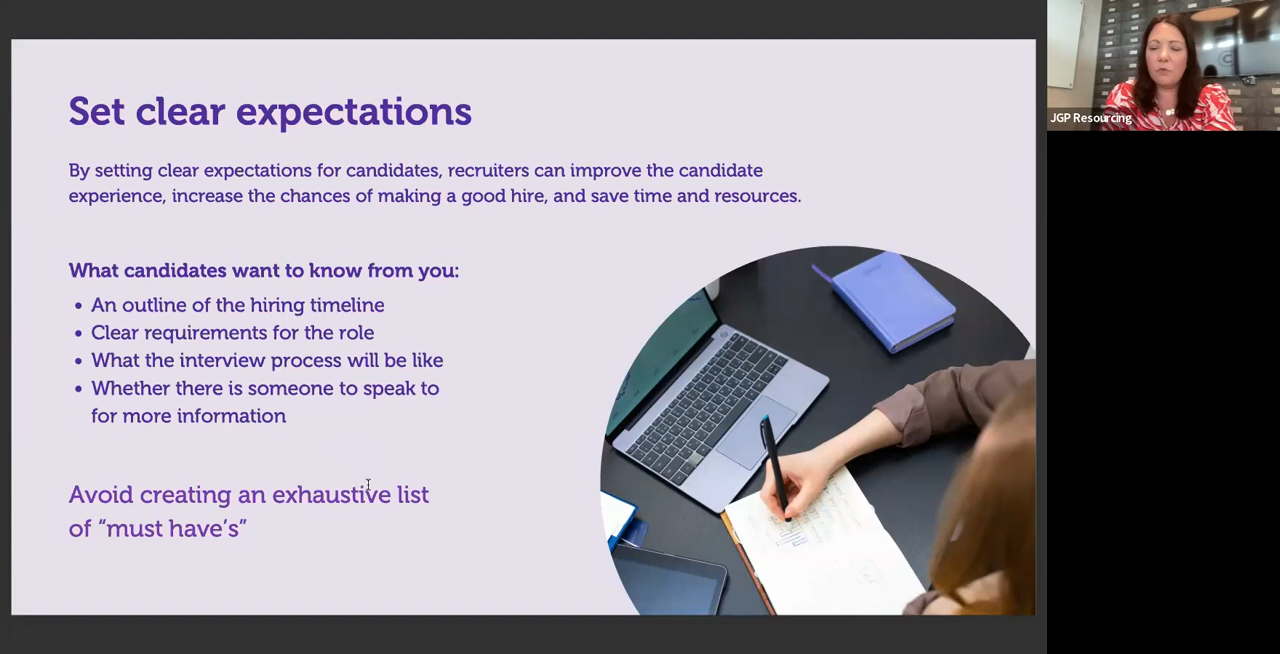 Set clear expectations
By setting clear expectations for candidates, recruiters can improve the candidate
experience, increase the chances of making a good hire, and save time and resources.
What candidates want to know from you:
• An outline of the hiring timeline
• Clear requirements for the role
• What the interview process will be like
• Whether there is someone to speak to
for more information
Avoid creating an exhaustive list
of “must have’s”
JGP Resourcing